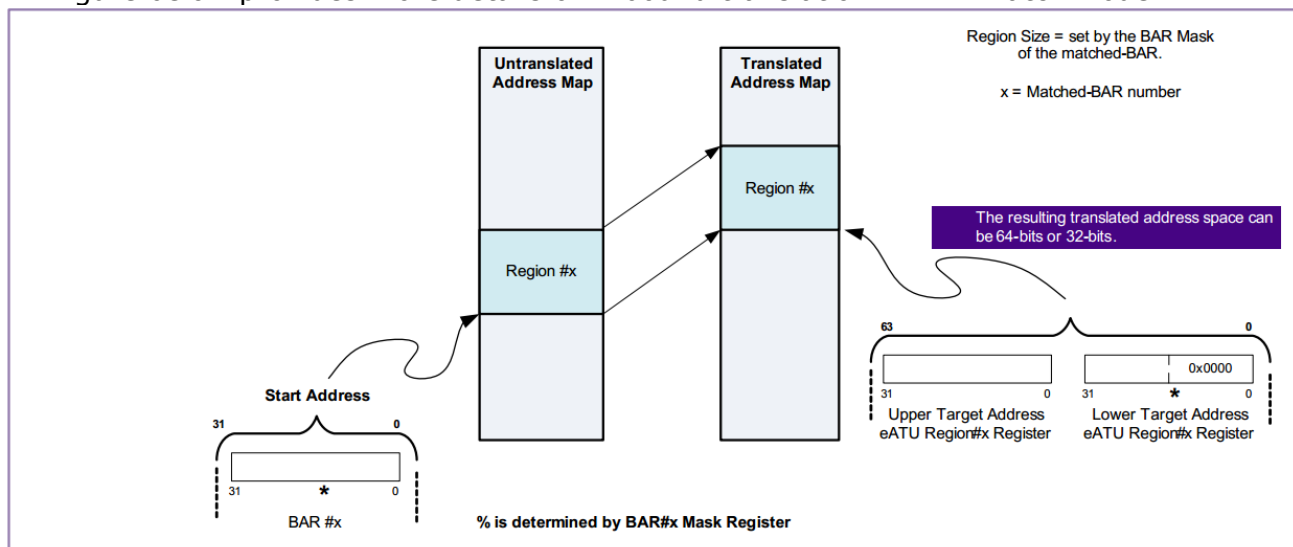 Untranslated
Address Map
Translated
Address Map
Region Size = set by the BAR Mask
of the matched-BAR.
x = Matched-BAR number
Region #x
Region #x
The resulting translated address space can
be 64-bits or 32-bits.
63 0
0x0000
31 0 31 * 0
Upper Target Address
eATU Region#x Register
Lower Target Address
eATU Region#x Register
Start Address
31 0
31 * 0
BAR #x
% is determined by BAR#x Mask Register